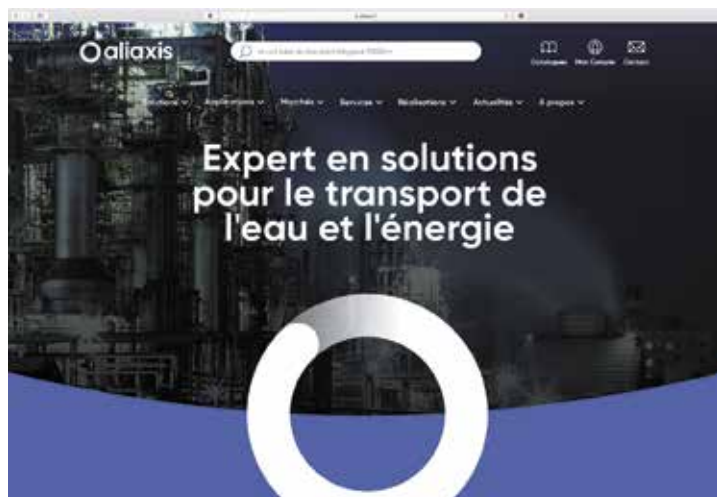 aliaxis
Catalogues Mon Compte Contact
Solutions Applications Marchés Services Réalisations Actualités À propos
Expert en solutions
pour le transport de
l'eau et l'énergie